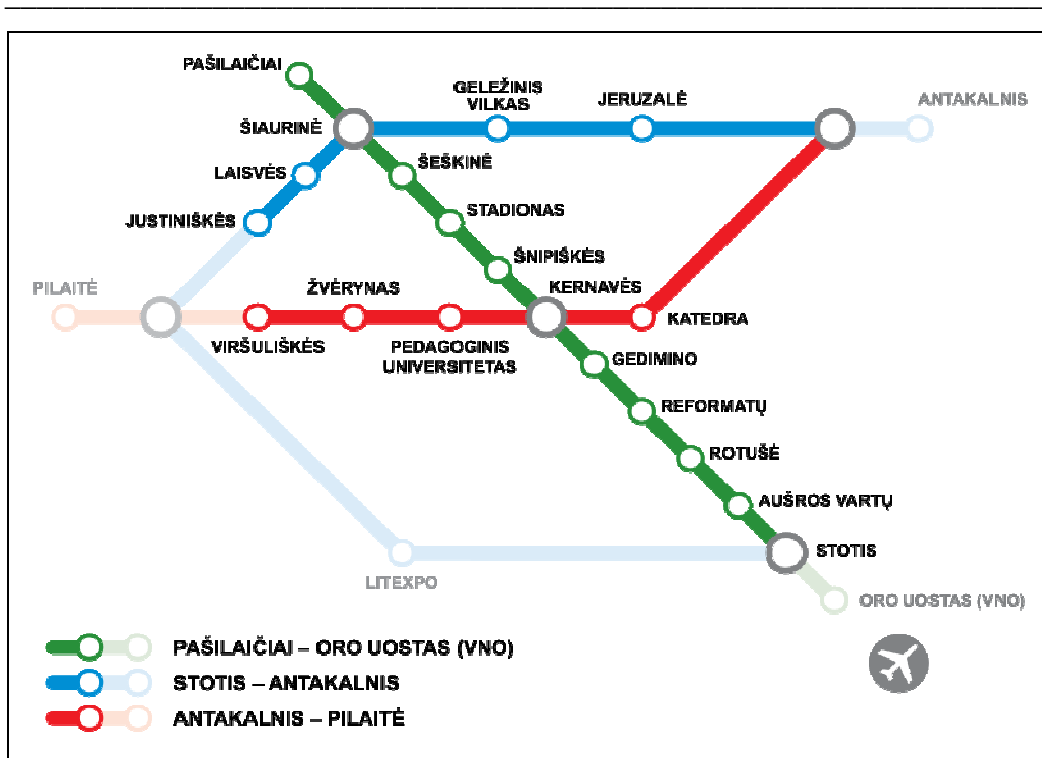 PAŠILAIČIAI
GELEŽINIS
VILKAS
JERUZALĖ
ANTAKALNIS
ŠIAURINĖ
LAISVĖS
ŠEŠKINĖ
JUSTINIŠKĖS
STADIONAS
ŠNIPIŠKĖS
PILAITĖ
ŽVĖRYNAS
KERNAVĖS
KATEDRA
VIRŠULIŠKĖS
PEDAGOGINIS
UNIVERSITETAS
GEDIMINO
REFORMATŲ
ROTUŠĖ
AUŠROS VARTŲ
STOTIS
LITEXPO
ORO UOSTAS (VNO)
PAŠILAIČIAI – ORO UOSTAS (VNO)
STOTIS – ANTAKALNIS
ANTAKALNIS – PILAITĖ